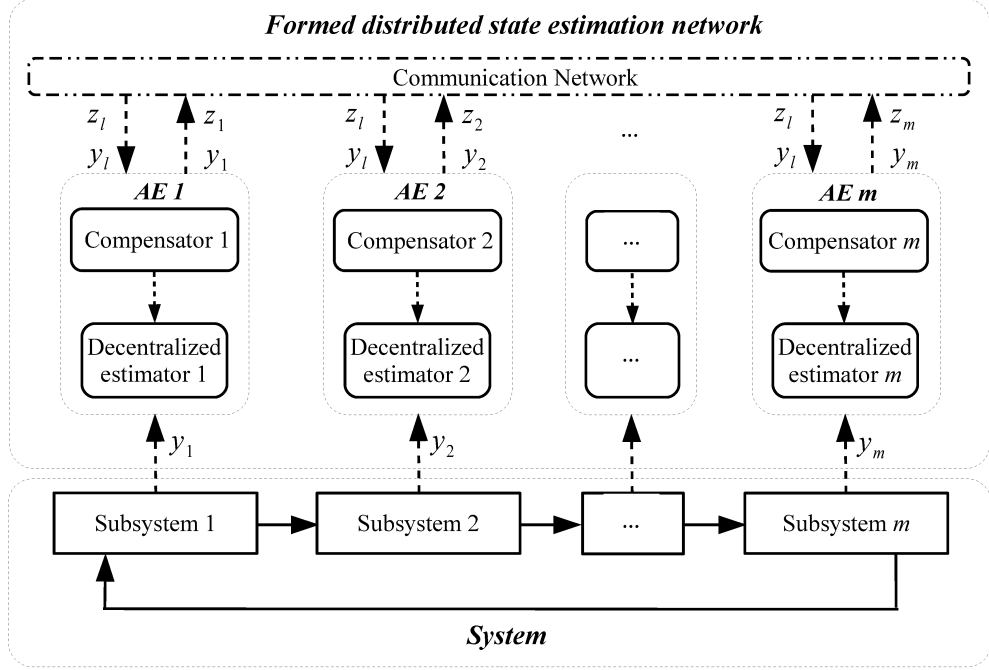 Formed distributed state estimation network
Communication Network
z_l z_1 z_l z_2 ... z_l z_m
y_l y_1 y_l y_2 y_l y_m
AE 1 AE 2 AE m
Compensator 1 Compensator 2 ... Compensator m
Decentralized estimator 1 Decentralized estimator 2 ... Decentralized estimator m
y_1 y_2 y_m
Subsystem 1 Subsystem 2 ... Subsystem m
System